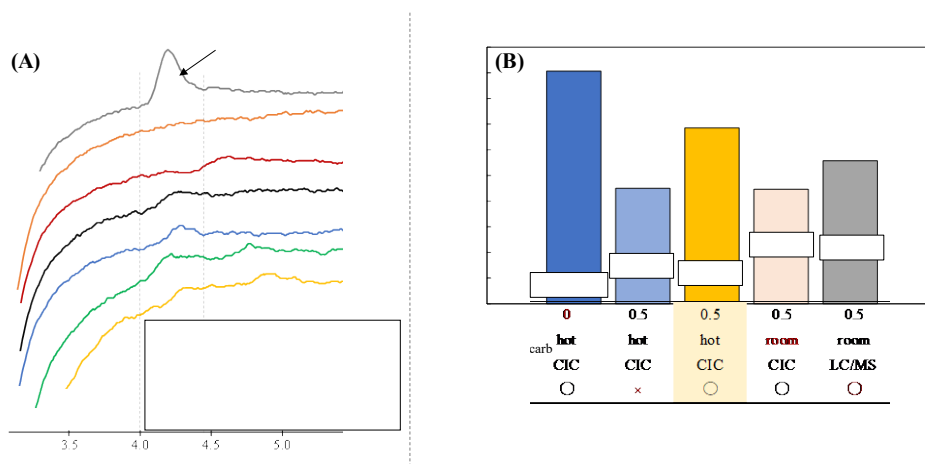 (A)
3.5 4.0 4.5 5.0
(B)
0 0.5 0.5 0.5 0.5
hot hot hot room room
carb
CIC CIC CIC CIC LC/MS
○ × ○ ○ ○